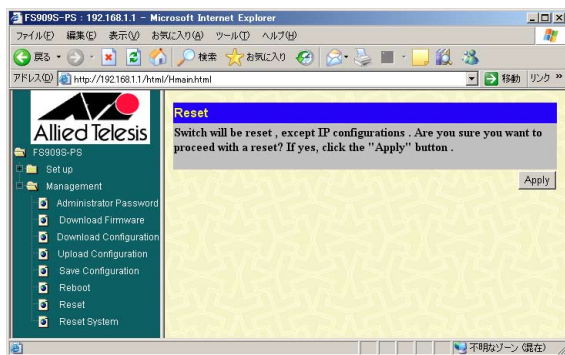 FS909S-PS : 192.168.1.1 - Microsoft Internet Explorer
ファイル(F) 編集(E) 表示(V) お気に入り(A) ツール(T) ヘルプ(H)
戻る 検索 お気に入り
アドレス(D) http://192.168.1.1/html/Hmain.html 移動 リンク »
Allied Telesis
FS909S-PS
Set up
Management
Administrator Password
Download Firmware
Download Configuration
Upload Configuration
Save Configuration
Reboot
Reset
Reset System
Reset
Switch will be reset , except IP configurations . Are you sure you want to
proceed with a reset? If yes, click the "Apply" button .
Apply
不明なゾーン (混在)